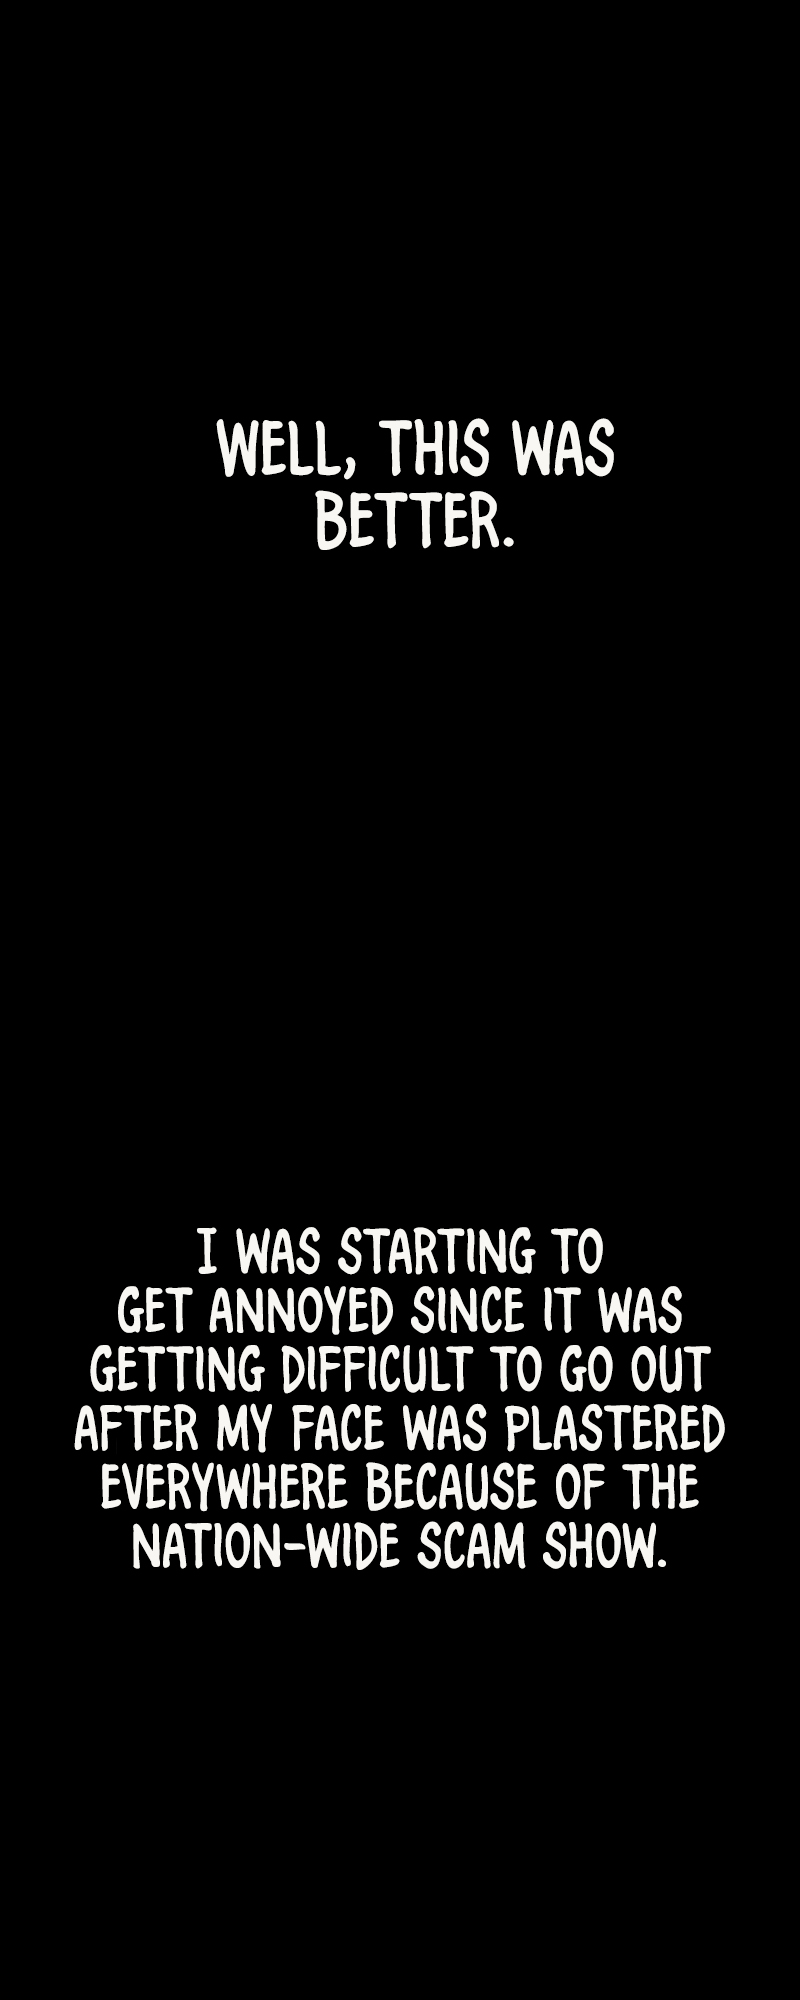 WELL, THIS WAS
BETTER.
I WAS STARTING TO
GET ANNOYED SINCE IT WAS
GETTING DIFFICULT TO GO OUT
AFTER MY FACE WAS PLASTERED
EVERYWHERE BECAUSE OF THE
NATION-WIDE SCAM SHOW.